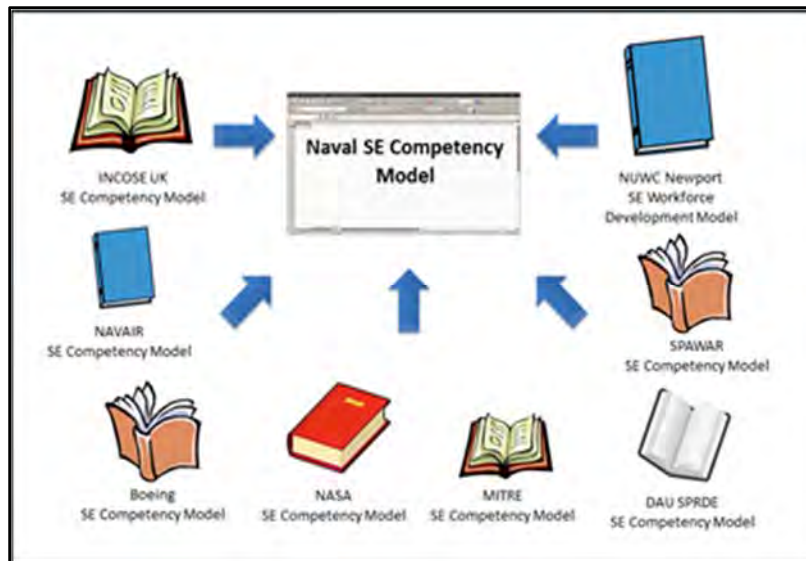 Naval SE Competency
Model
INCOSE UK
SE Competency Model
NUWC Newport
SE Workforce
Development Model
NAVAIR
SE Competency Model
SPAWAR
SE Competency Model
Boeing
SE Competency Model
NASA
SE Competency Model
MITRE
SE Competency Model
DAU SPRDE
SE Competency Model